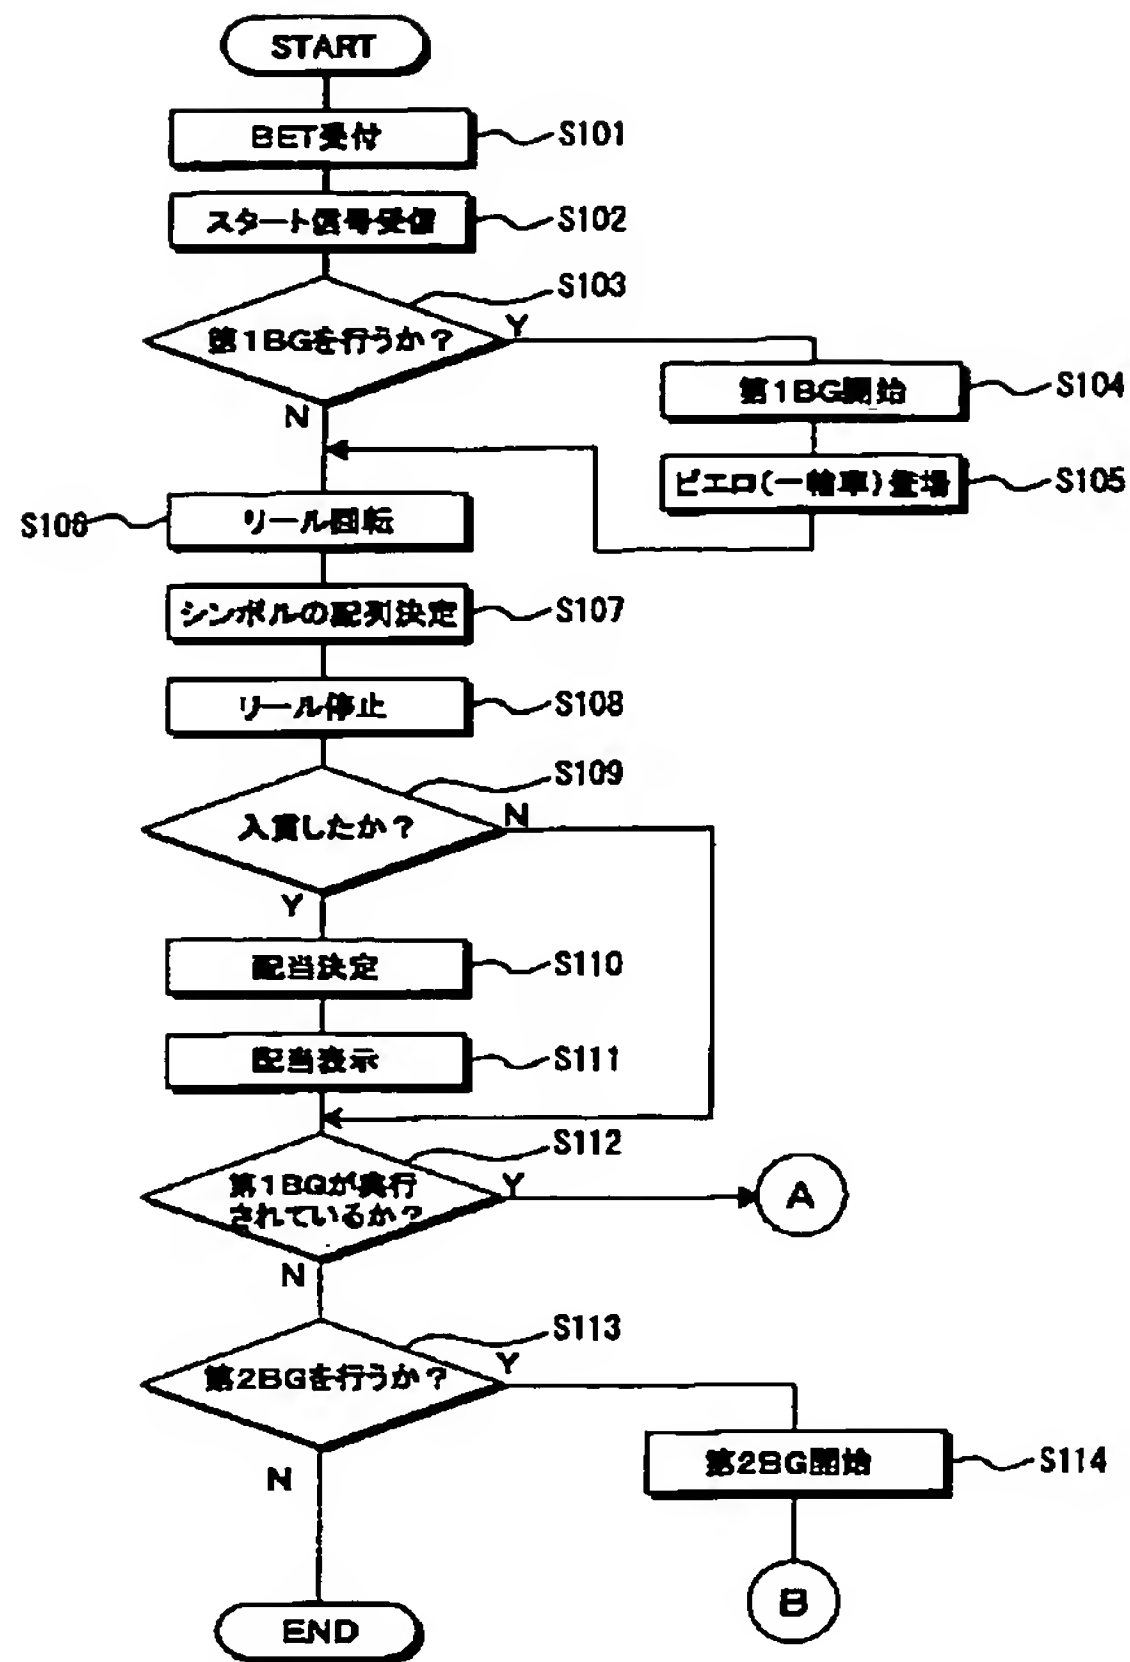 START
BET受付
S101
スタート信号受信
S102
S103
第1BGを行うか?
Y
N
第1BG開始
S104
ピエロ(一輪車)登場
S105
S106
リール回転
シンボルの配列決定
S107
リール停止
S108
S109
入賞したか?
N
Y
配当決定
S110
配当表示
S111
S112
第1BGが実行
されているか?
Y
A
N
S113
第2BGを行うか?
Y
第2BG開始
S114
N
B
END